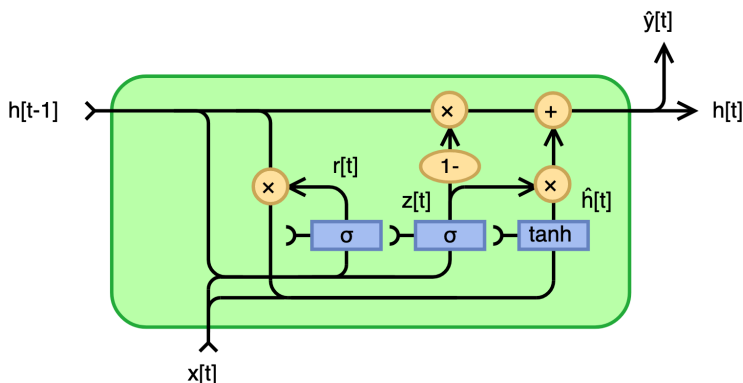 ŷ[t]
h[t-1]
×
+
h[t]
r[t]
1-
×
z[t]
×
ĥ[t]
σ
σ
tanh
x[t]